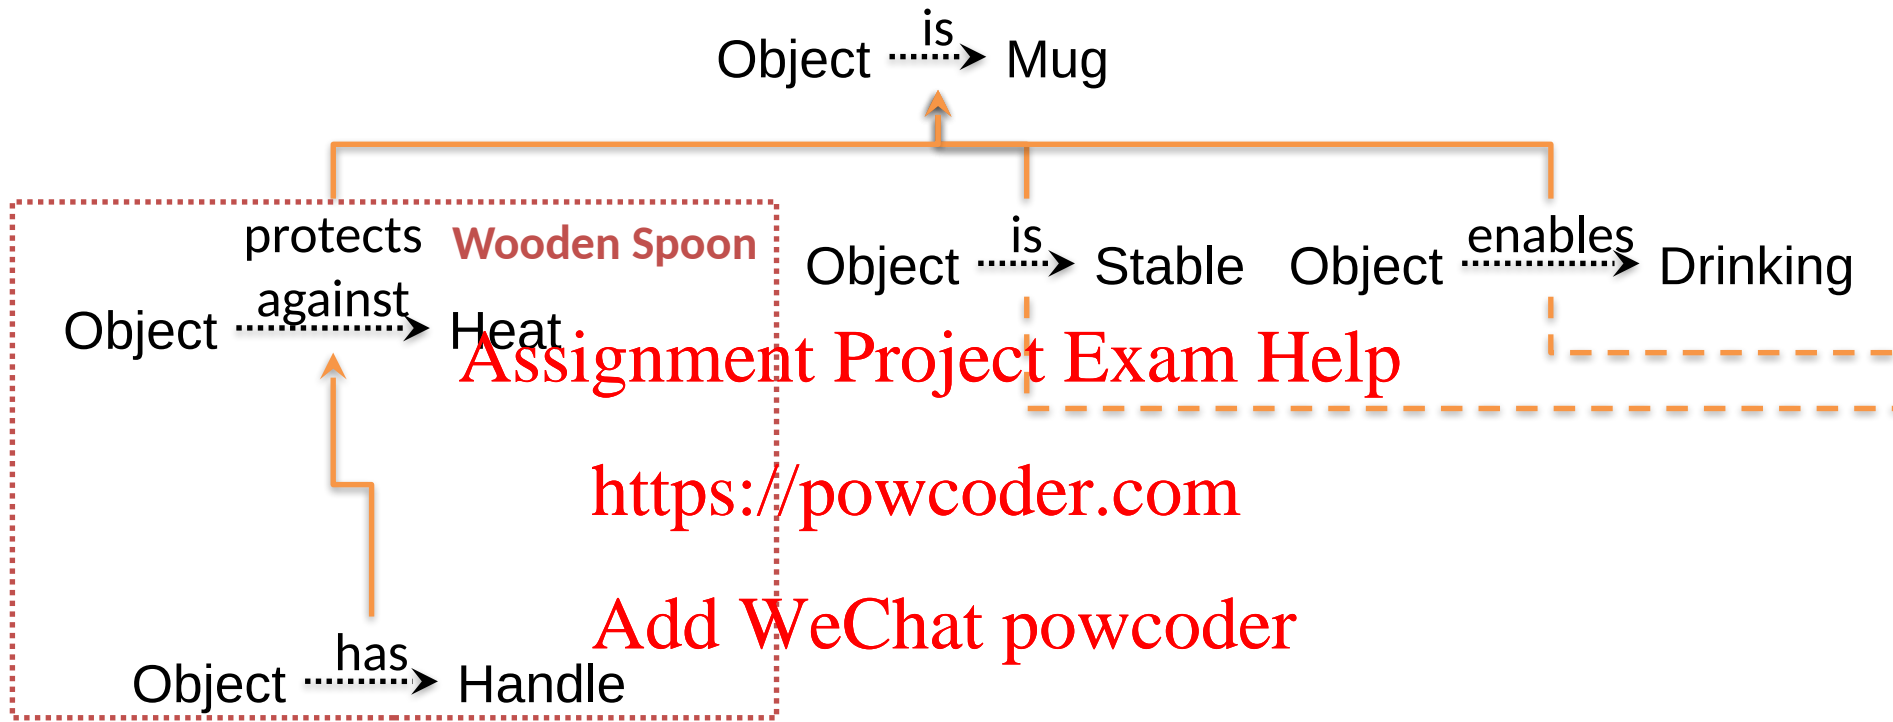 is
Object Mug
protects Wooden Spoon
against
Object Heat
is
Object Stable
enables
Object Drinking
Assignment Project Exam Help
https://powcoder.com
Add WeChat powcoder
has
Object Handle